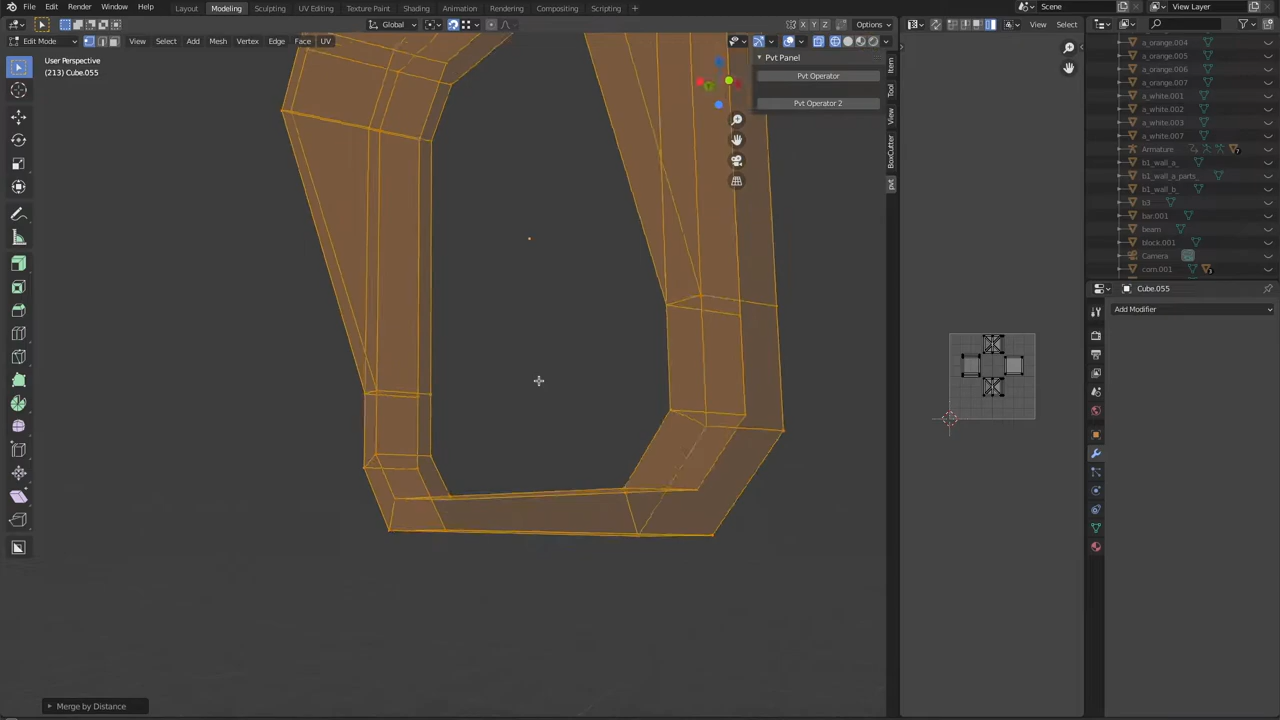 File Edit Render Window Help Layout Modeling Sculpting UV Editing Texture Paint Shading Animation Rendering Compositing Scripting + Scene View Layer
Global Options View Select
Edit Mode View Select Add Mesh Vertex Edge Face UV X Y Z
User Perspective
(213) Cube.055
Pvt Panel
Pvt Operator
Pvt Operator 2
Item
Tool
View
BoxCutter
pvt
a_orange.004
a_orange.005
a_orange.006
a_orange.007
a_white.001
a_white.002
a_white.003
a_white.007
Armature
b1_wall_a_
b1_wall_a_parts_
b1_wall_b_
b3
bar.001
beam
block.001
Camera
corn.001
Cube.055
Add Modifier
Merge by Distance